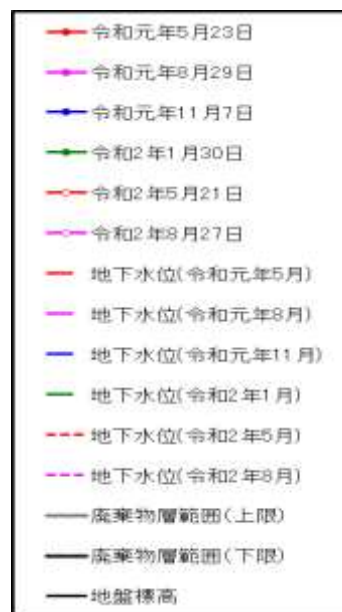 令和元年5月23日
令和元年8月29日
令和元年11月7日
令和2年1月30日
令和2年5月21日
令和2年8月27日
地下水位(令和元年5月)
地下水位(令和元年8月)
地下水位(令和元年11月)
地下水位(令和2年1月)
地下水位(令和2年5月)
地下水位(令和2年8月)
廃棄物層範囲(上限)
廃棄物層範囲(下限)
地盤標高